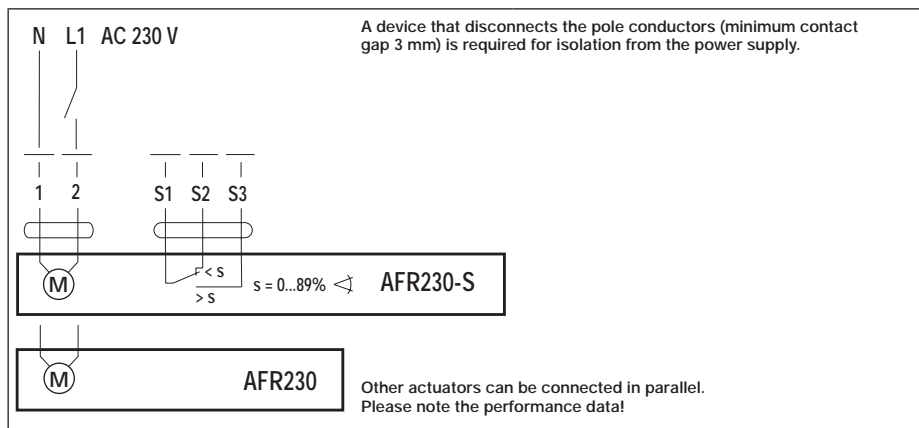 N L1 AC 230 V
A device that disconnects the pole conductors (minimum contact
gap 3 mm) is required for isolation from the power supply.
1 2 S1 S2 S3
M
< s
> s
s = 0...89%
AFR230-S
M
AFR230
Other actuators can be connected in parallel.
Please note the performance data!